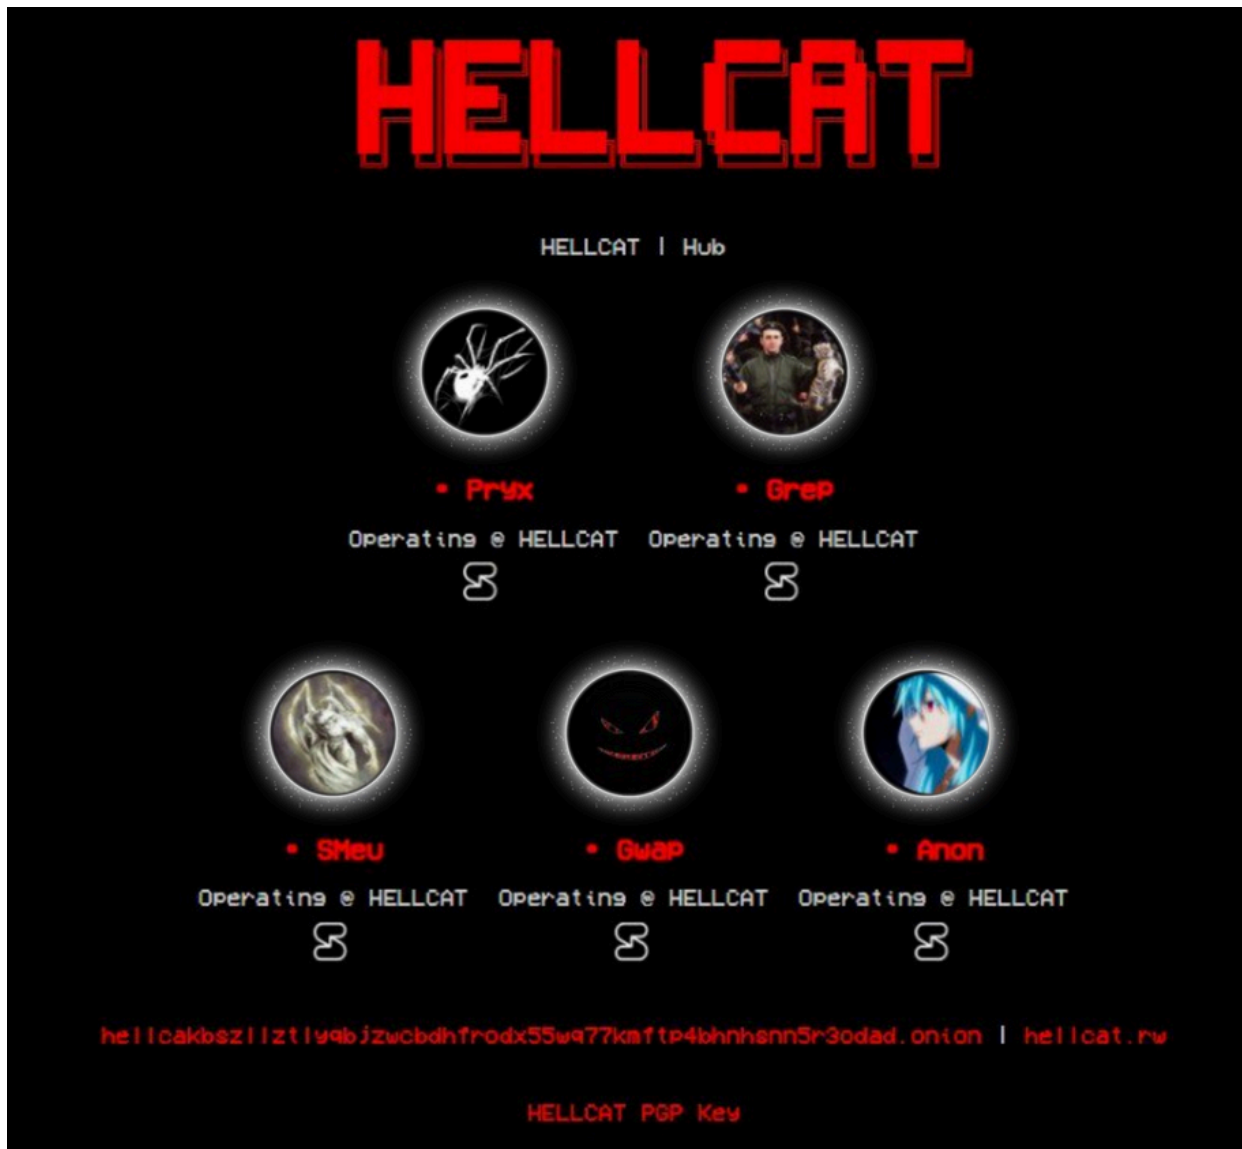 HELLCAT
HELLCAT | Hub
• Pryx • Grep
Operating @ HELLCAT Operating @ HELLCAT
• SMeu • Gwap • Anon
Operating @ HELLCAT Operating @ HELLCAT Operating @ HELLCAT
hellcakbszllztlyqbjzwcbdhfrodx55wq77kmftp4bhnhsnn5r3odad.onion | hellcat.rw
HELLCAT PGP Key